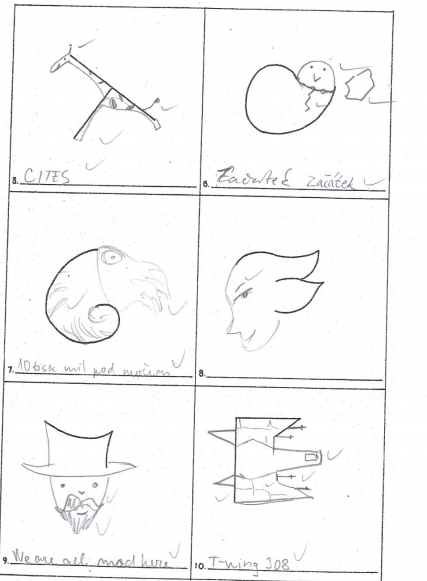 5. CITES
6. Začátek Začátek
7. 10 tisíc mil pod mořem
8.
9. We are all mad here
10. T-wing 308